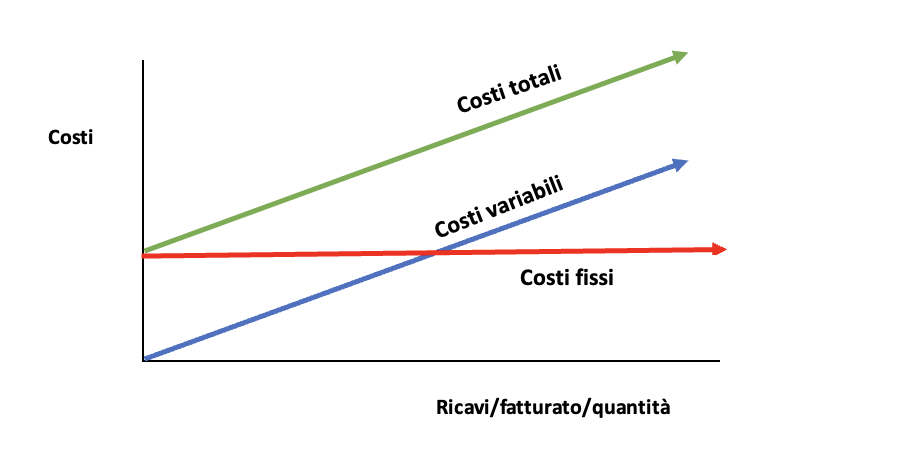 Costi totali
Costi
Costi variabili
Costi fissi
Ricavi/fatturato/quantità